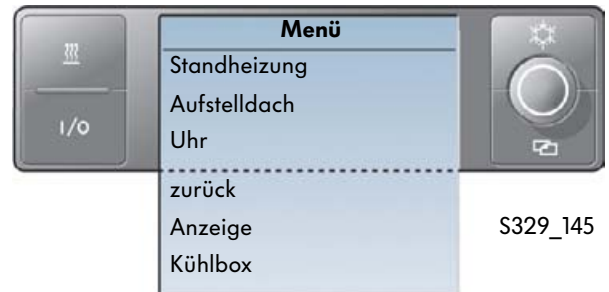 Menü
Standheizung
Aufstelldach
I/O
Uhr
zurück
Anzeige
S329_145
Kühlbox